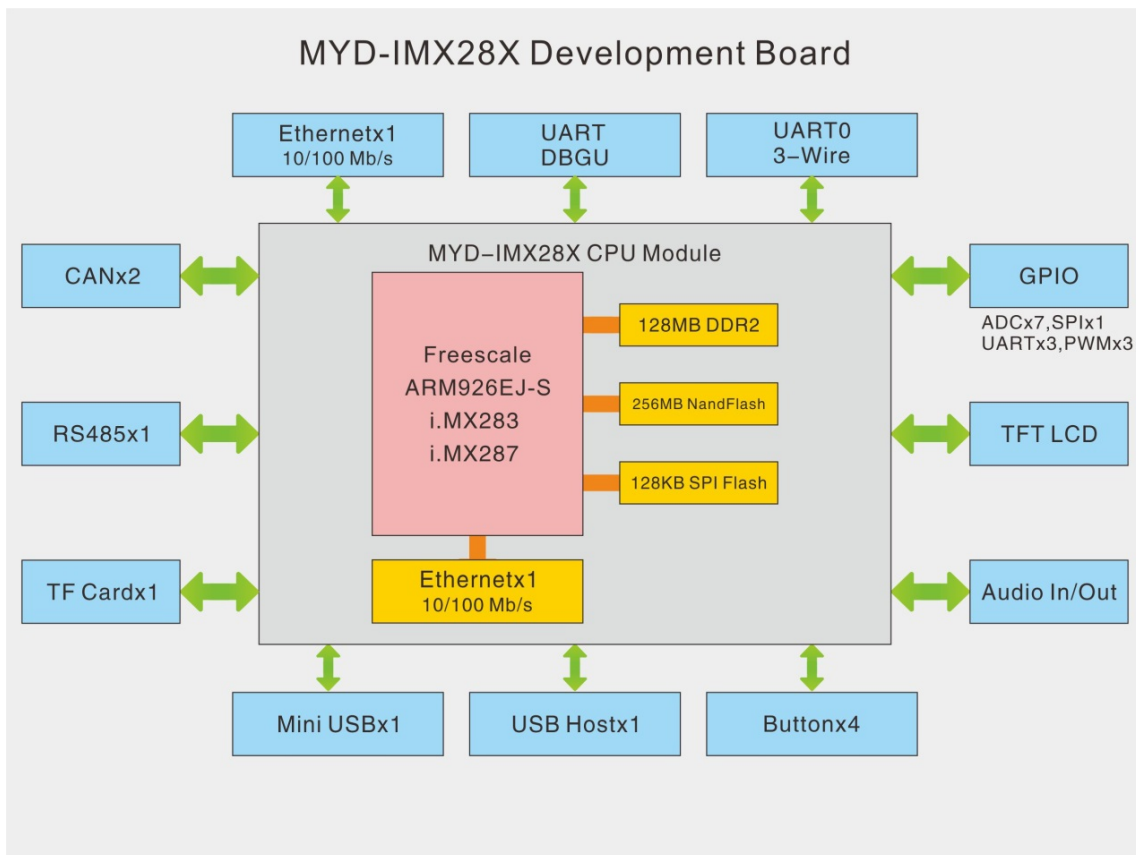 MYD-IMX28X Development Board
Ethernetx1
10/100 Mb/s
UART
DBGU
UART0
3-Wire
CANx2
MYD-IMX28X CPU Module
GPIO
ADCx7,SPIx1
UARTx3,PWMx3
Freescale
ARM926EJ-S
i.MX283
i.MX287
128MB DDR2
256MB NandFlash
128KB SPI Flash
RS485x1
TFT LCD
Ethernetx1
10/100 Mb/s
TF Cardx1
Audio In/Out
Mini USBx1
USB Hostx1
Buttonx4